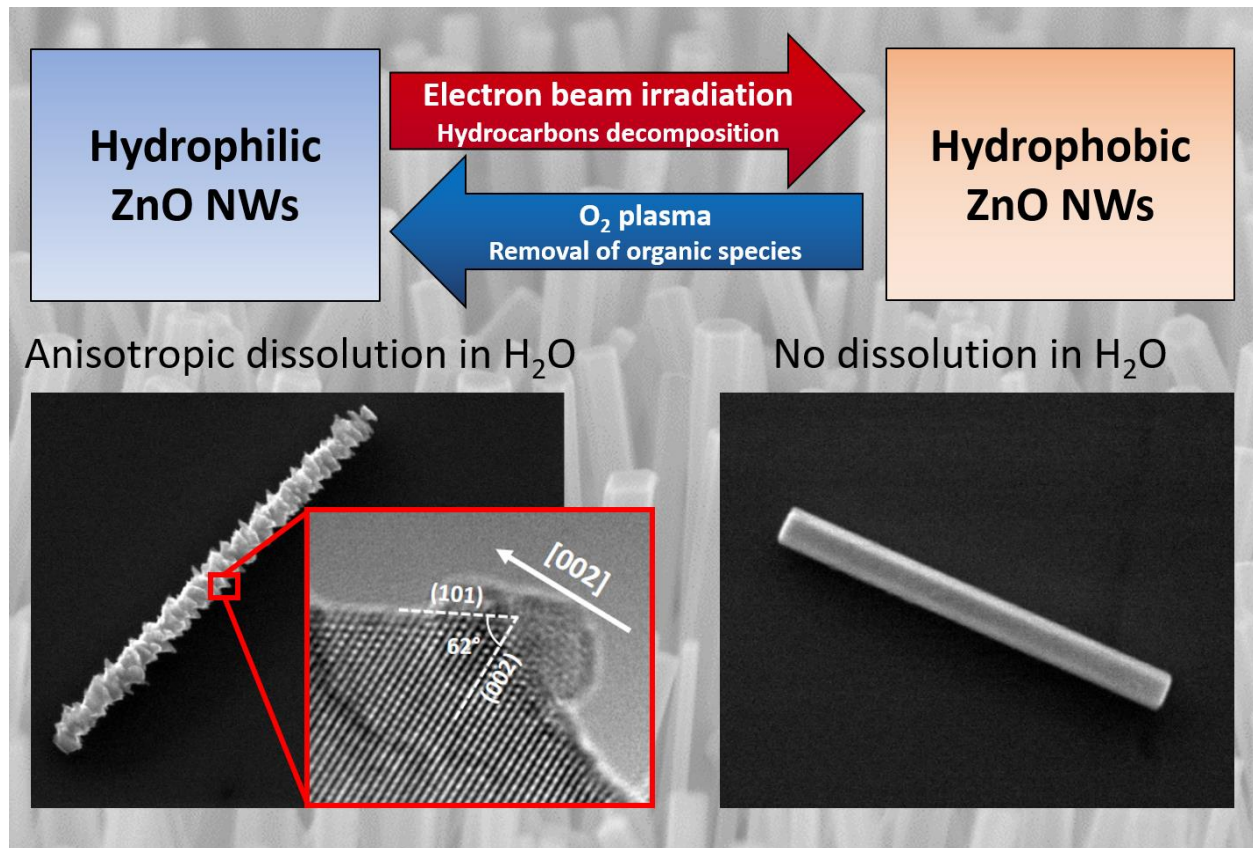 Hydrophilic
ZnO NWs
Electron beam irradiation
Hydrocarbons decomposition
O₂ plasma
Removal of organic species
Hydrophobic
ZnO NWs
Anisotropic dissolution in H₂O
No dissolution in H₂O
[002]
(101)
62°
(002)